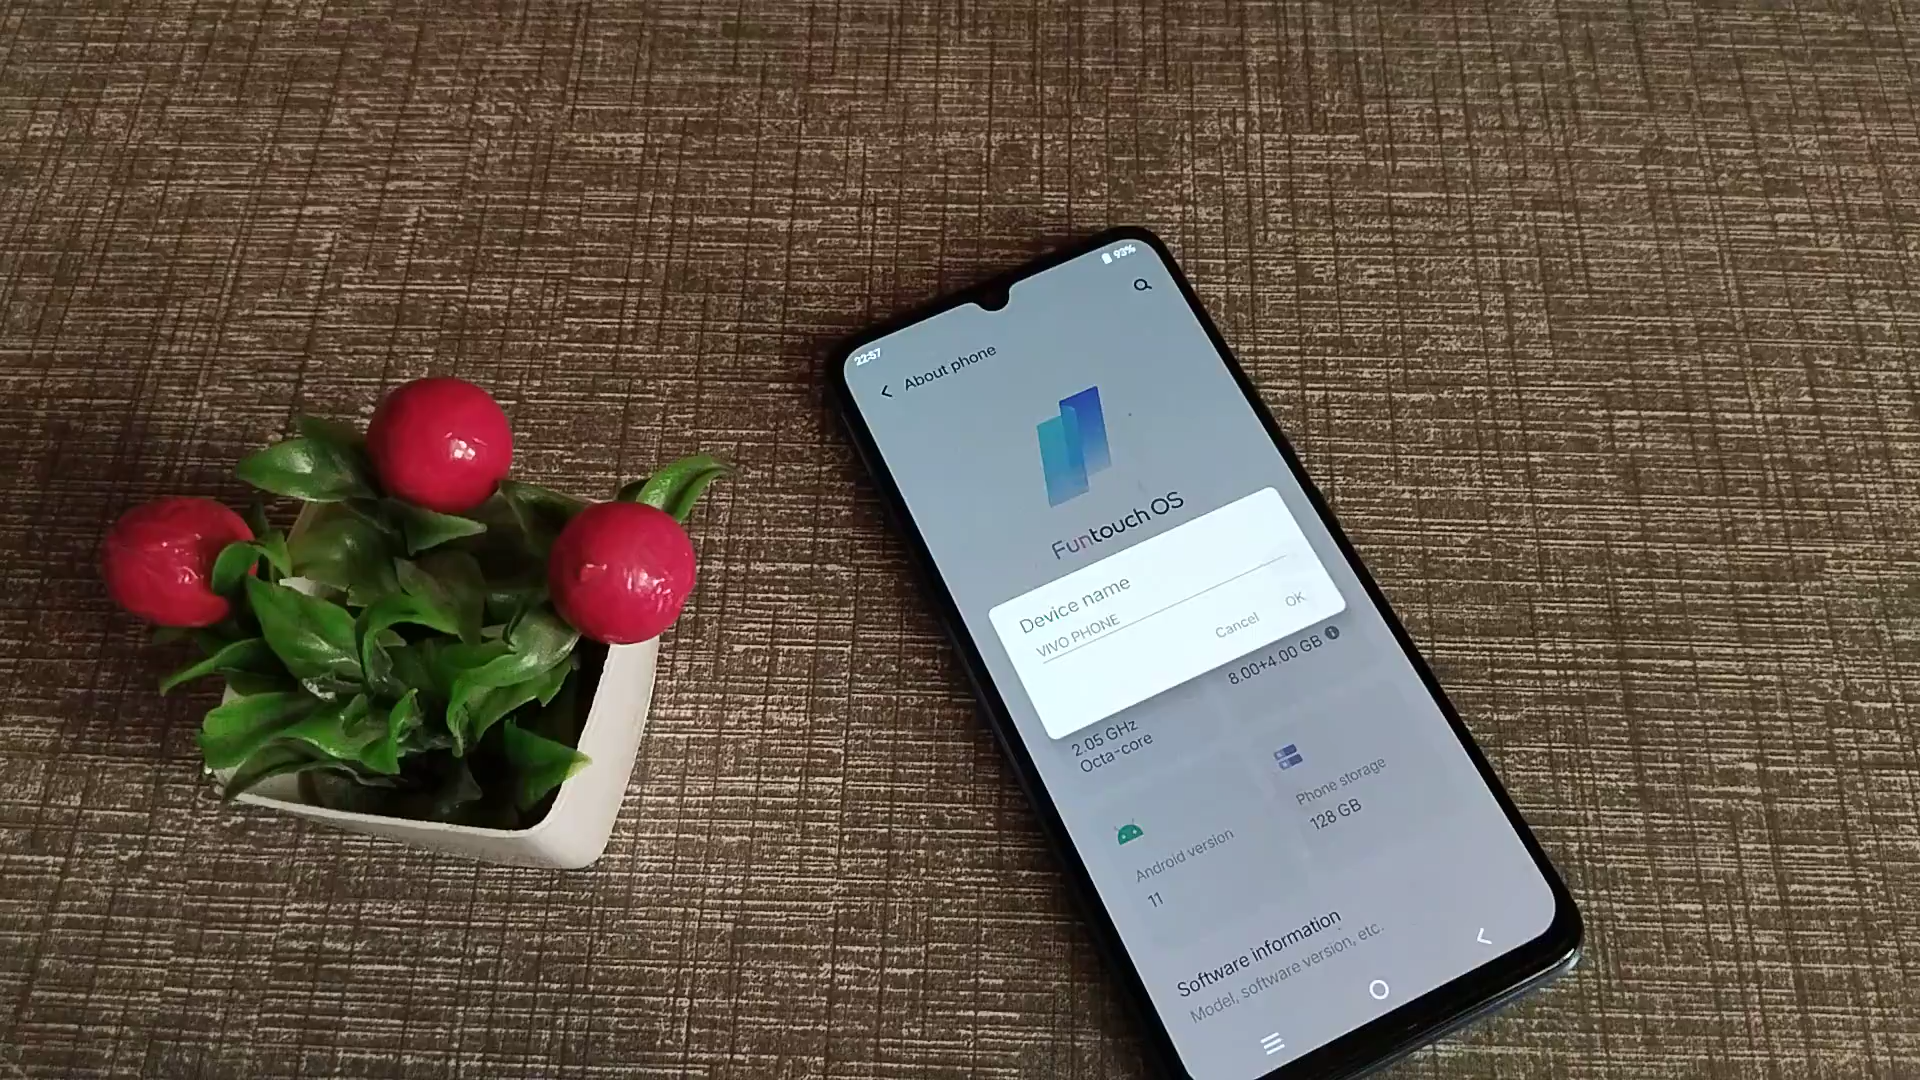 22:57
93%
About phone
Funtouch OS
Device name
VIVO PHONE
Cancel
OK
8.00+4.00 GB
2.05 GHz
Octa-core
Phone storage
128 GB
Android version
11
Software information
Model, software version, etc.